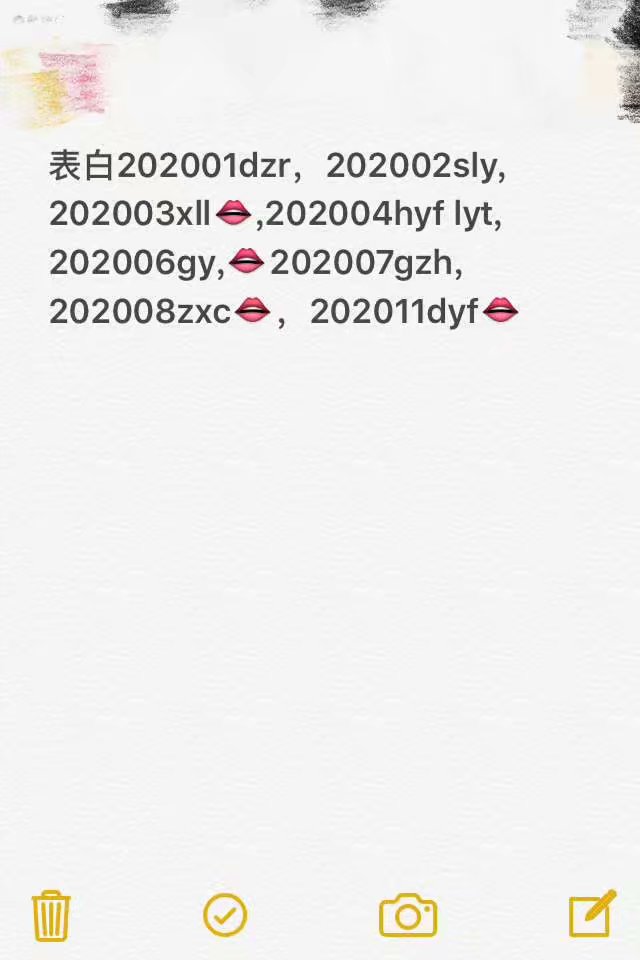 表白202001dzr，202002sly,
202003xll👄,202004hyf lyt,
202006gy,👄202007gzh,
202008zxc👄，202011dyf👄